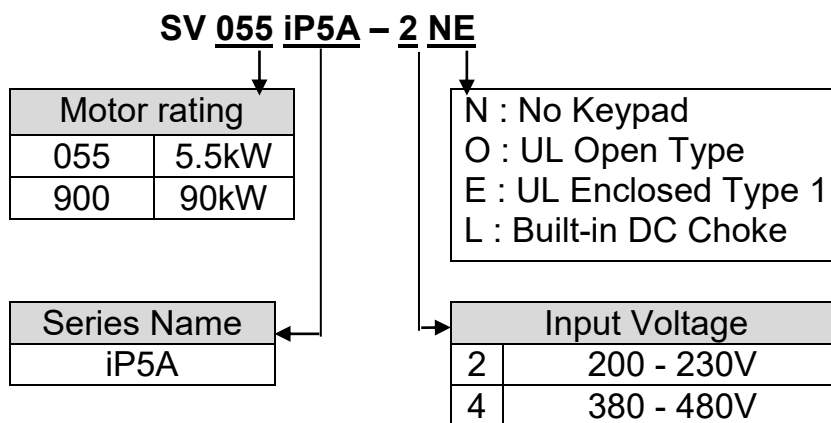 SV 055 iP5A – 2 NE
Motor rating
055 5.5kW
900 90kW
N : No Keypad
O : UL Open Type
E : UL Enclosed Type 1
L : Built-in DC Choke
Series Name
iP5A
Input Voltage
2 200 - 230V
4 380 - 480V